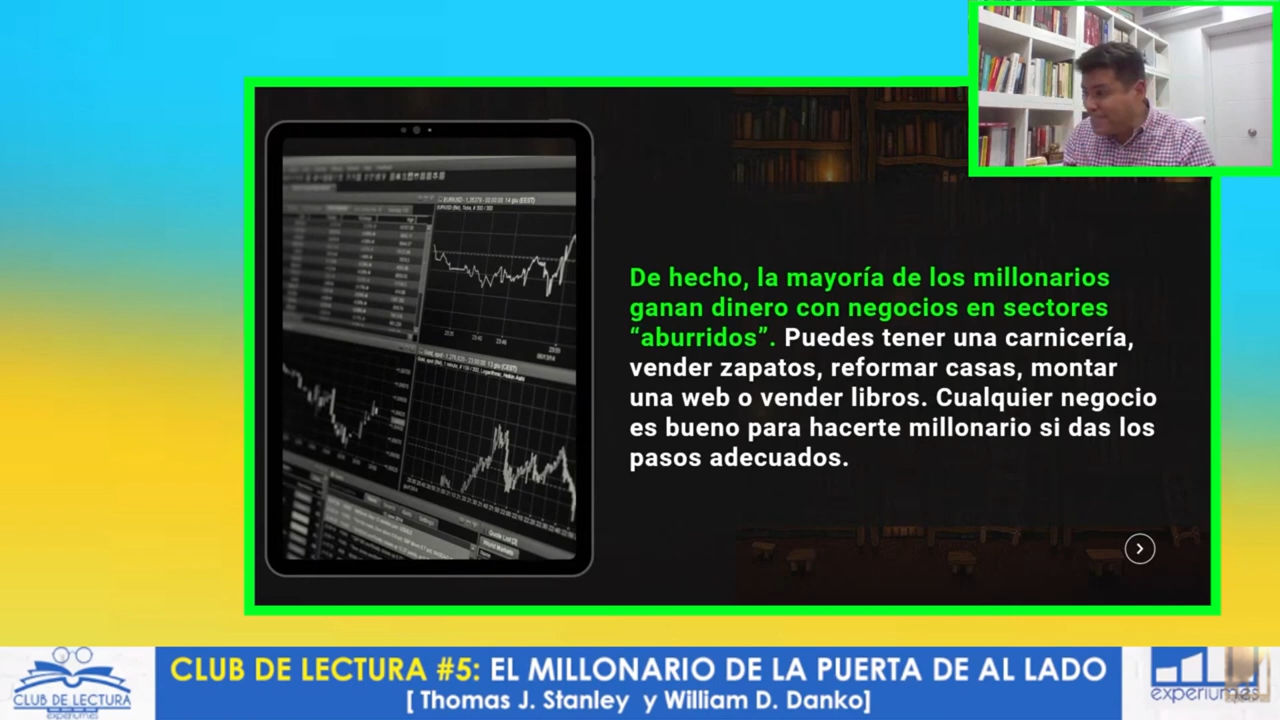 De hecho, la mayoría de los millonarios
ganan dinero con negocios en sectores
“aburridos”. Puedes tener una carnicería,
vender zapatos, reformar casas, montar
una web o vender libros. Cualquier negocio
es bueno para hacerte millonario si das los
pasos adecuados.
CLUB DE LECTURA
experiumes
CLUB DE LECTURA #5: EL MILLONARIO DE LA PUERTA DE AL LADO
[ Thomas J. Stanley y William D. Danko]
experiumes